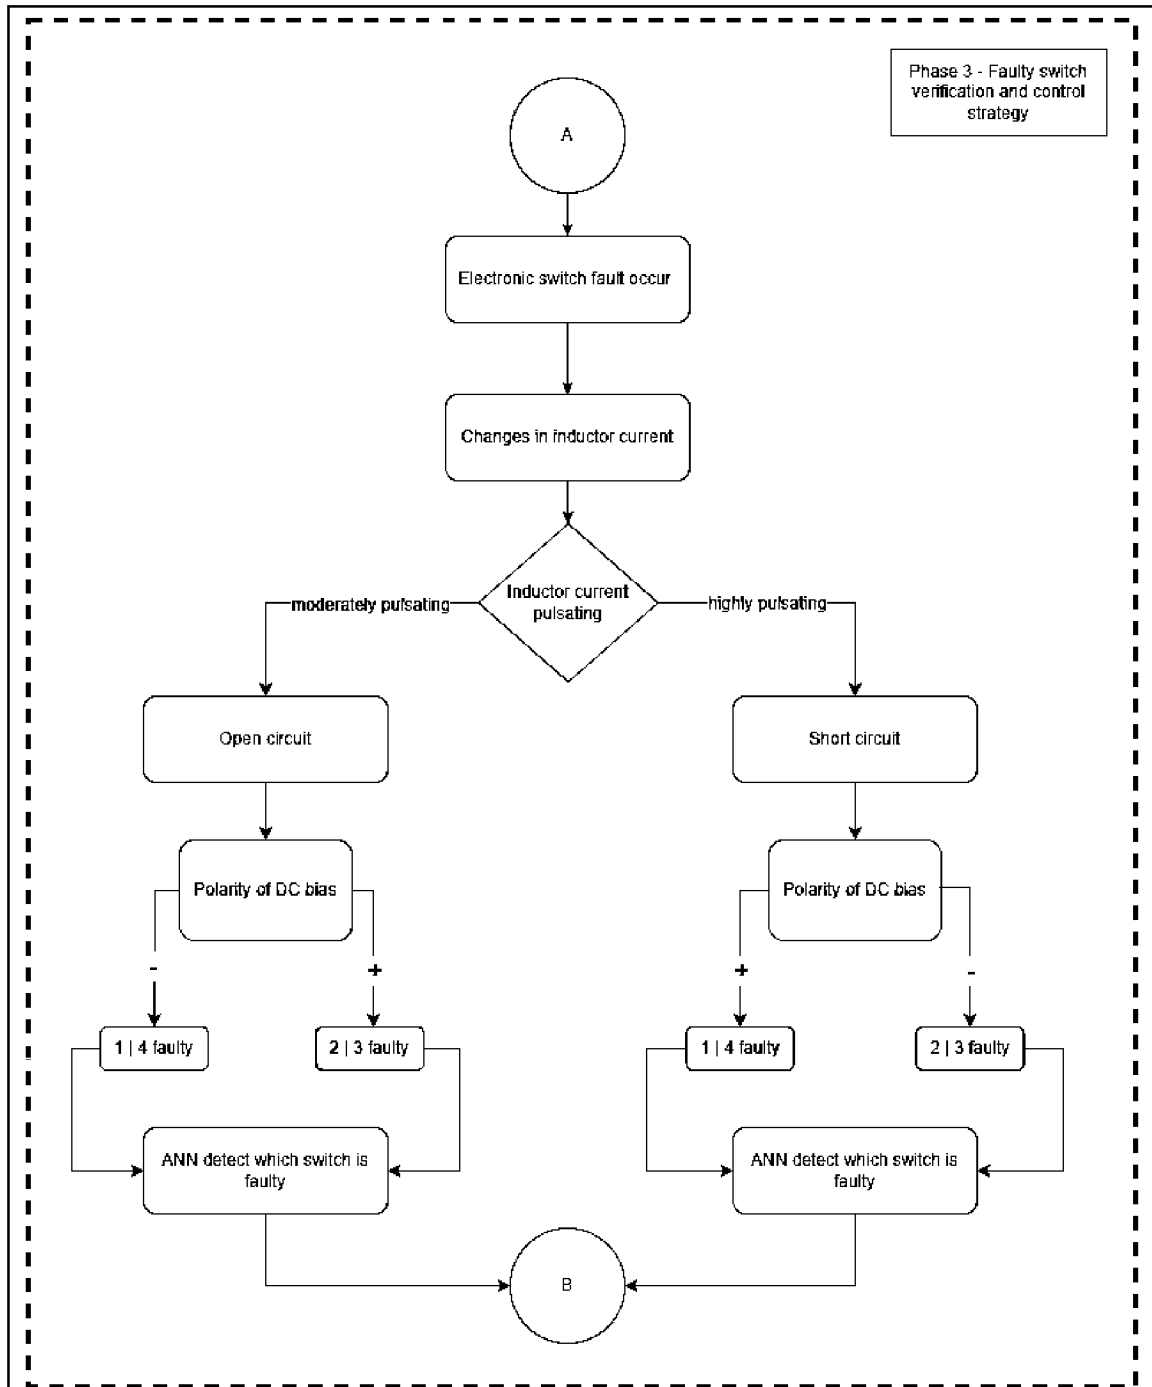 Phase 3 - Faulty switch
verification and control
strategy
A
Electronic switch fault occur
Changes in inductor current
Inductor current
pulsating
moderately pulsating
highly pulsating
Open circuit
Short circuit
Polarity of DC bias
Polarity of DC bias
-
+
+
-
1 | 4 faulty
2 | 3 faulty
1 | 4 faulty
2 | 3 faulty
ANN detect which switch is
faulty
ANN detect which switch is
faulty
B